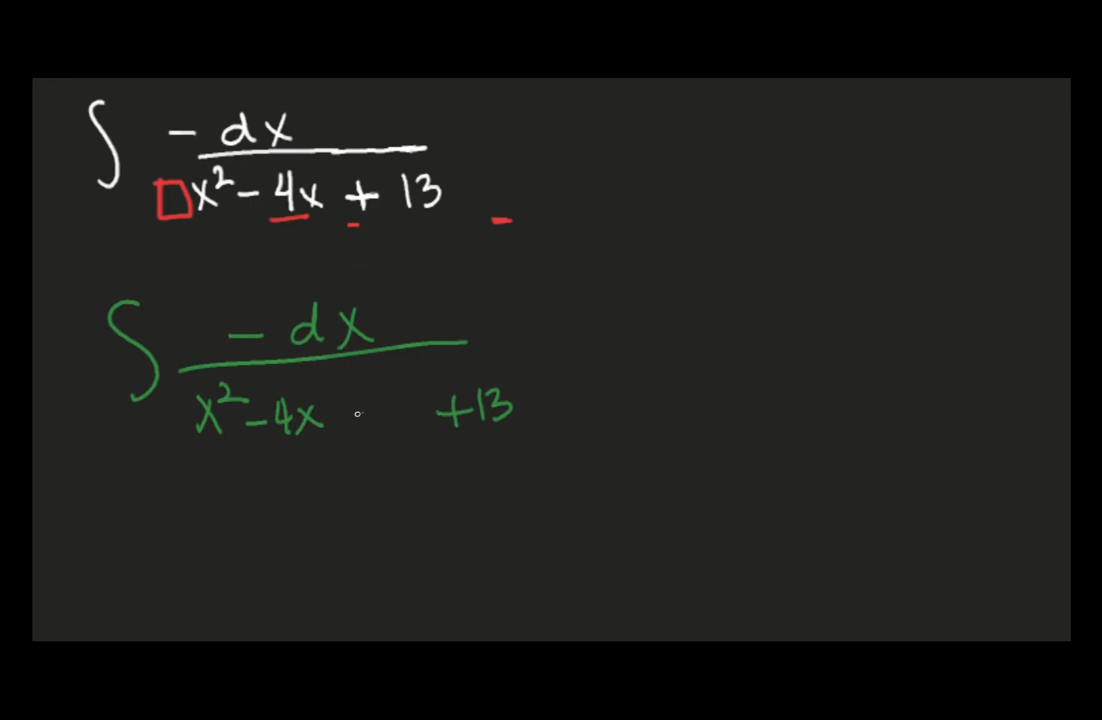 ∫ - dx
x² - 4x + 13
∫ - dx
x² - 4x + 13